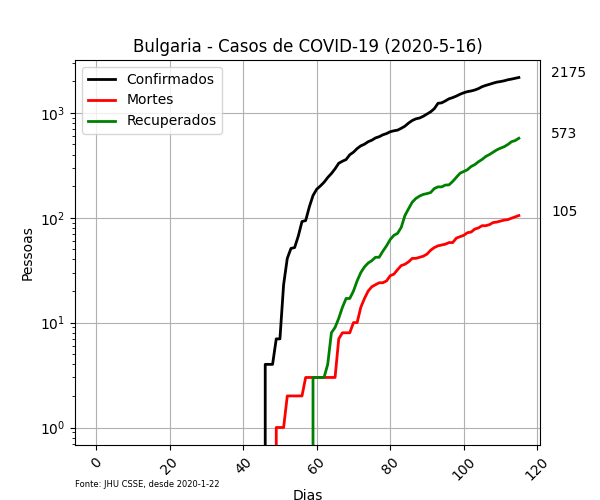 Bulgaria - Casos de COVID-19 (2020-5-16)
Confirmados
Mortes
Recuperados
2175
573
105
Pessoas
10³
10²
10¹
10⁰
0 20 40 60 80 100 120
Fonte: JHU CSSE, desde 2020-1-22
Dias